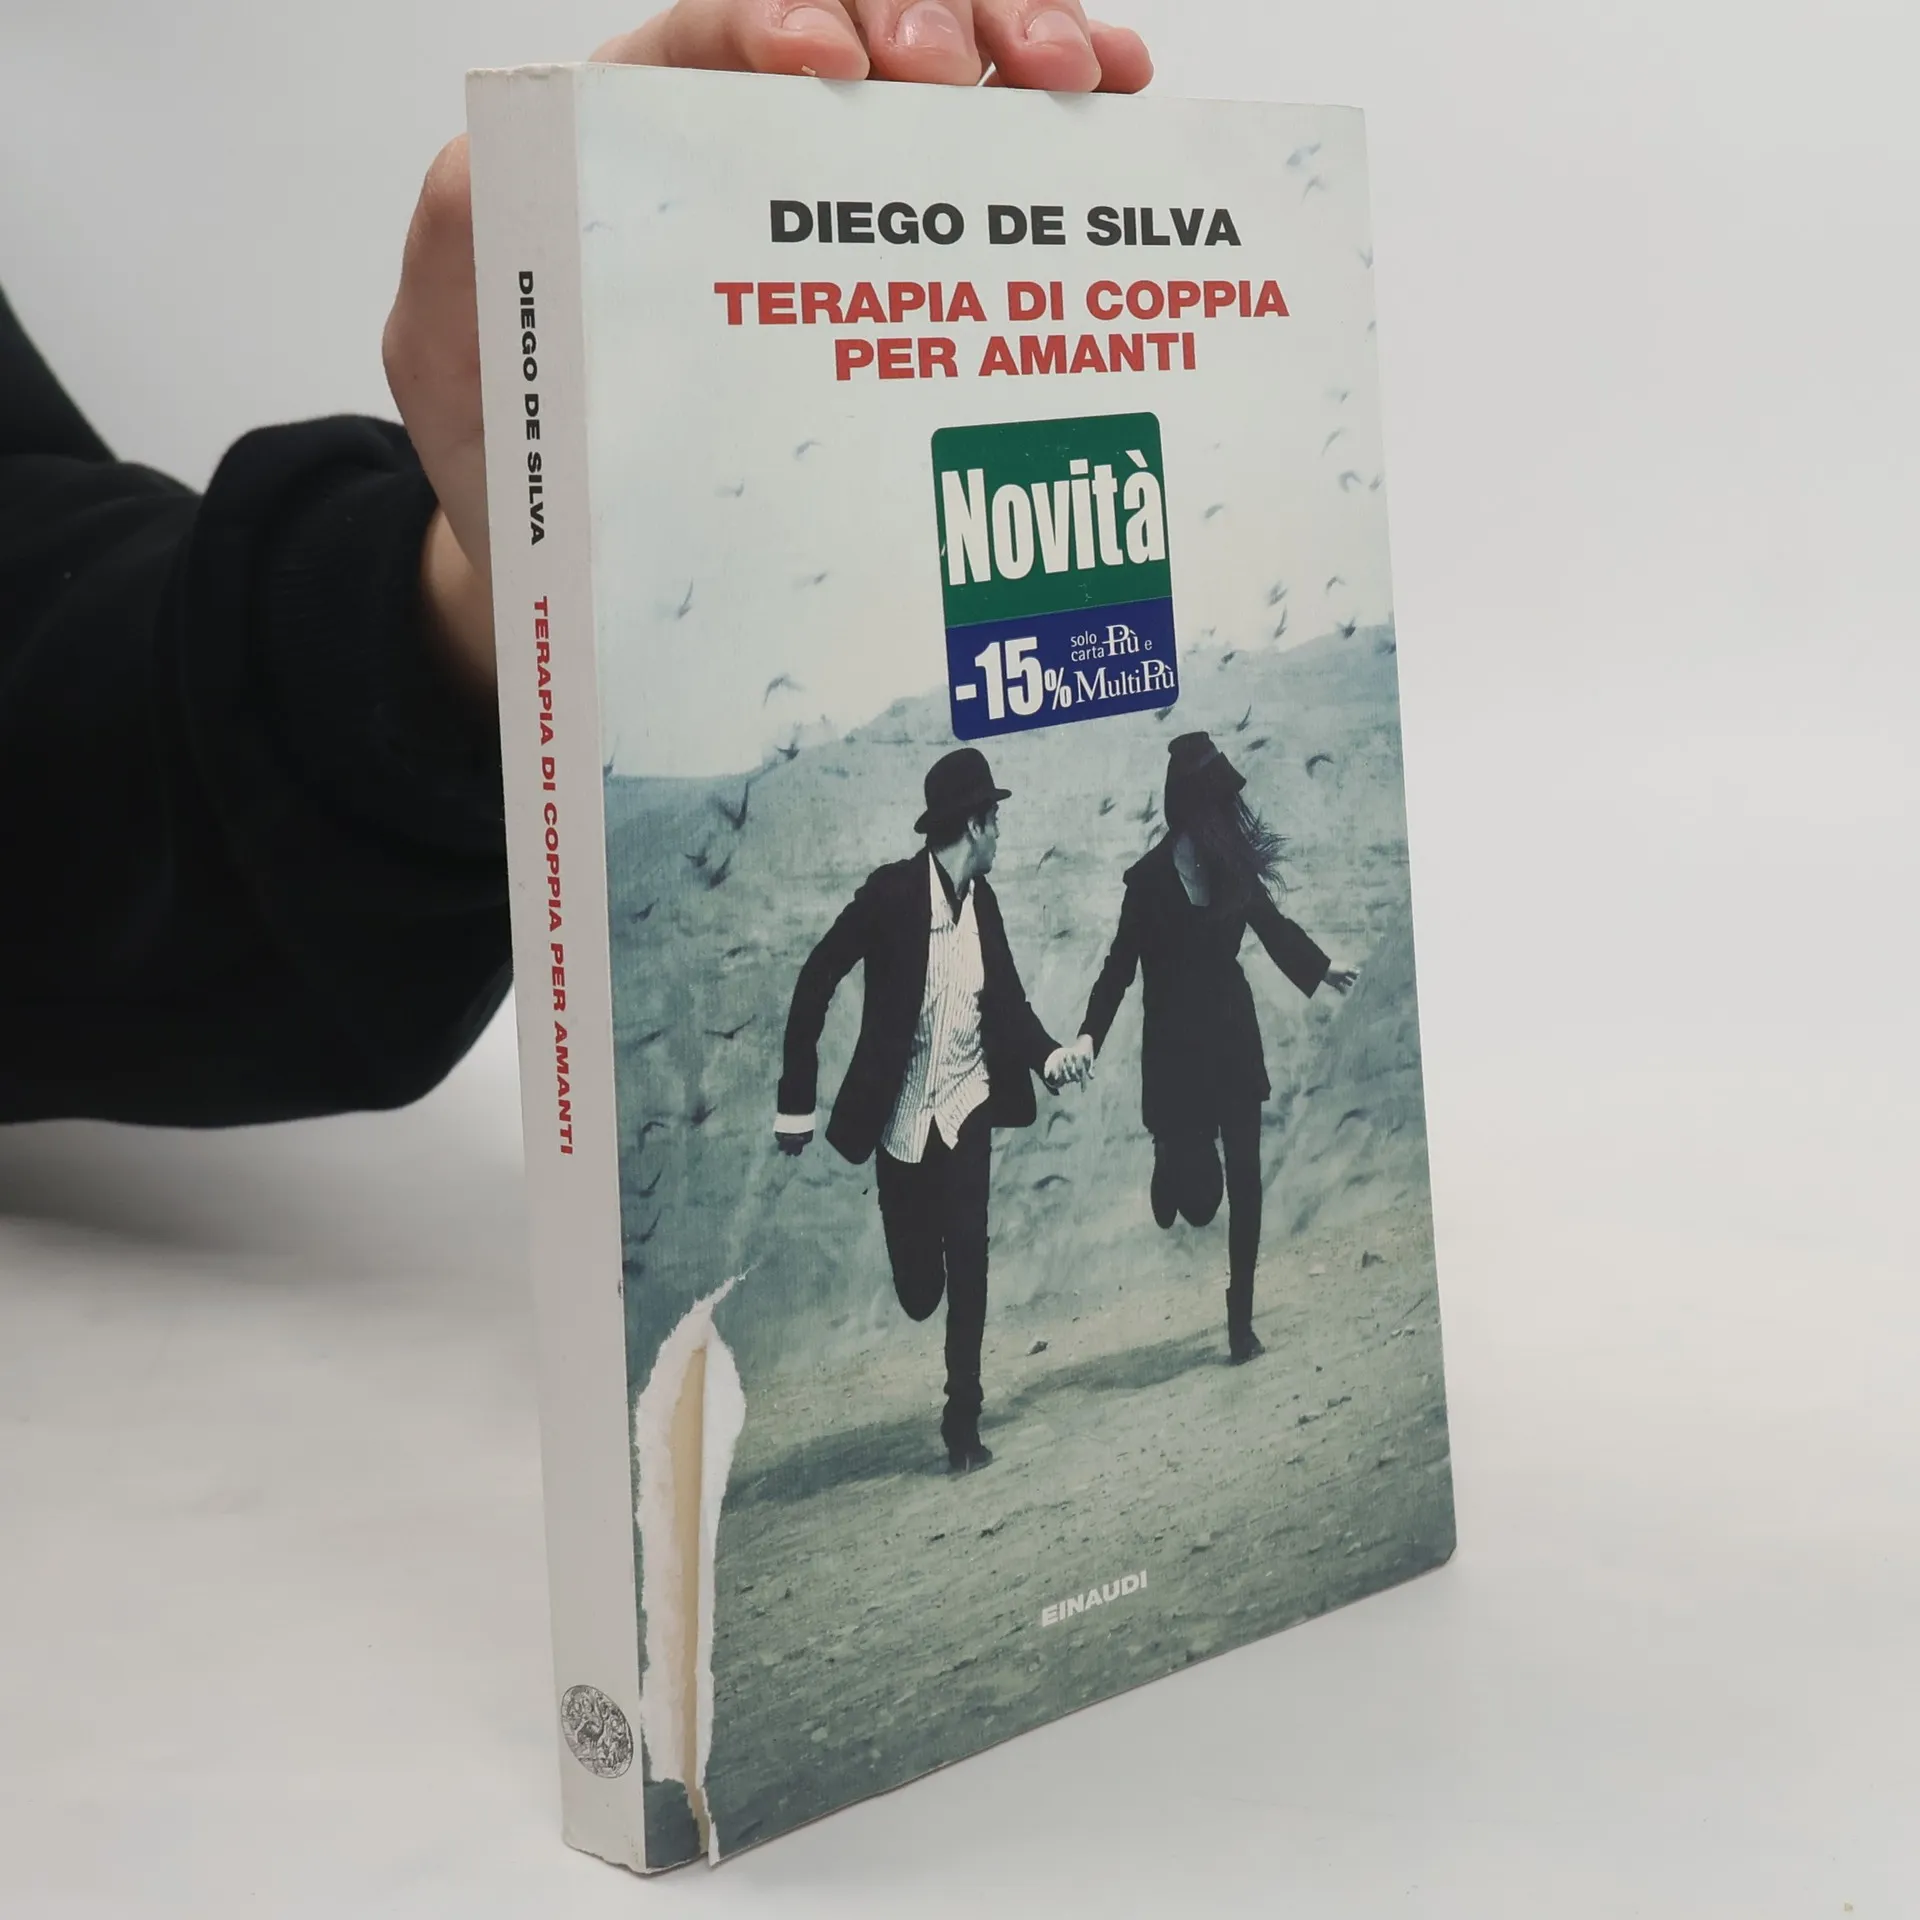 DIEGO DE SILVA
TERAPIA DI COPPIA
PER AMANTI
Novità
-15% solo carta Più e
MultiPiù
EINAUDI
DIEGO DE SILVA TERAPIA DI COPPIA PER AMANTI